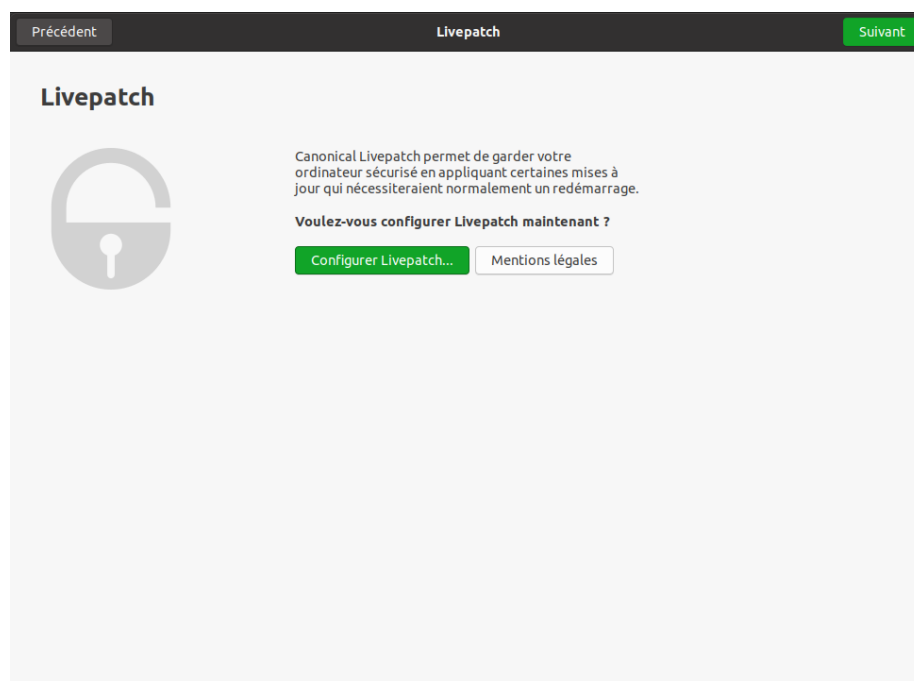 Précédent
Livepatch
Suivant
Livepatch
Canonical Livepatch permet de garder votre
ordinateur sécurisé en appliquant certaines mises à
jour qui nécessiteraient normalement un redémarrage.
Voulez-vous configurer Livepatch maintenant ?
Configurer Livepatch...
Mentions légales